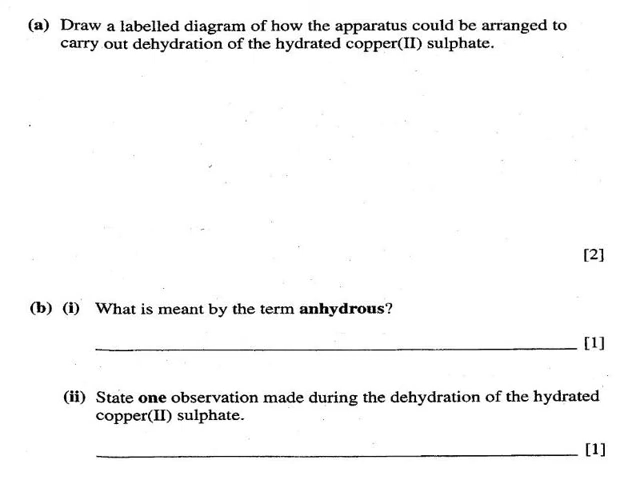 (a) Draw a labelled diagram of how the apparatus could be arranged to
carry out dehydration of the hydrated copper(II) sulphate.
[2]
(b) (i) What is meant by the term anhydrous?
[1]
(ii) State one observation made during the dehydration of the hydrated
copper(II) sulphate.
[1]